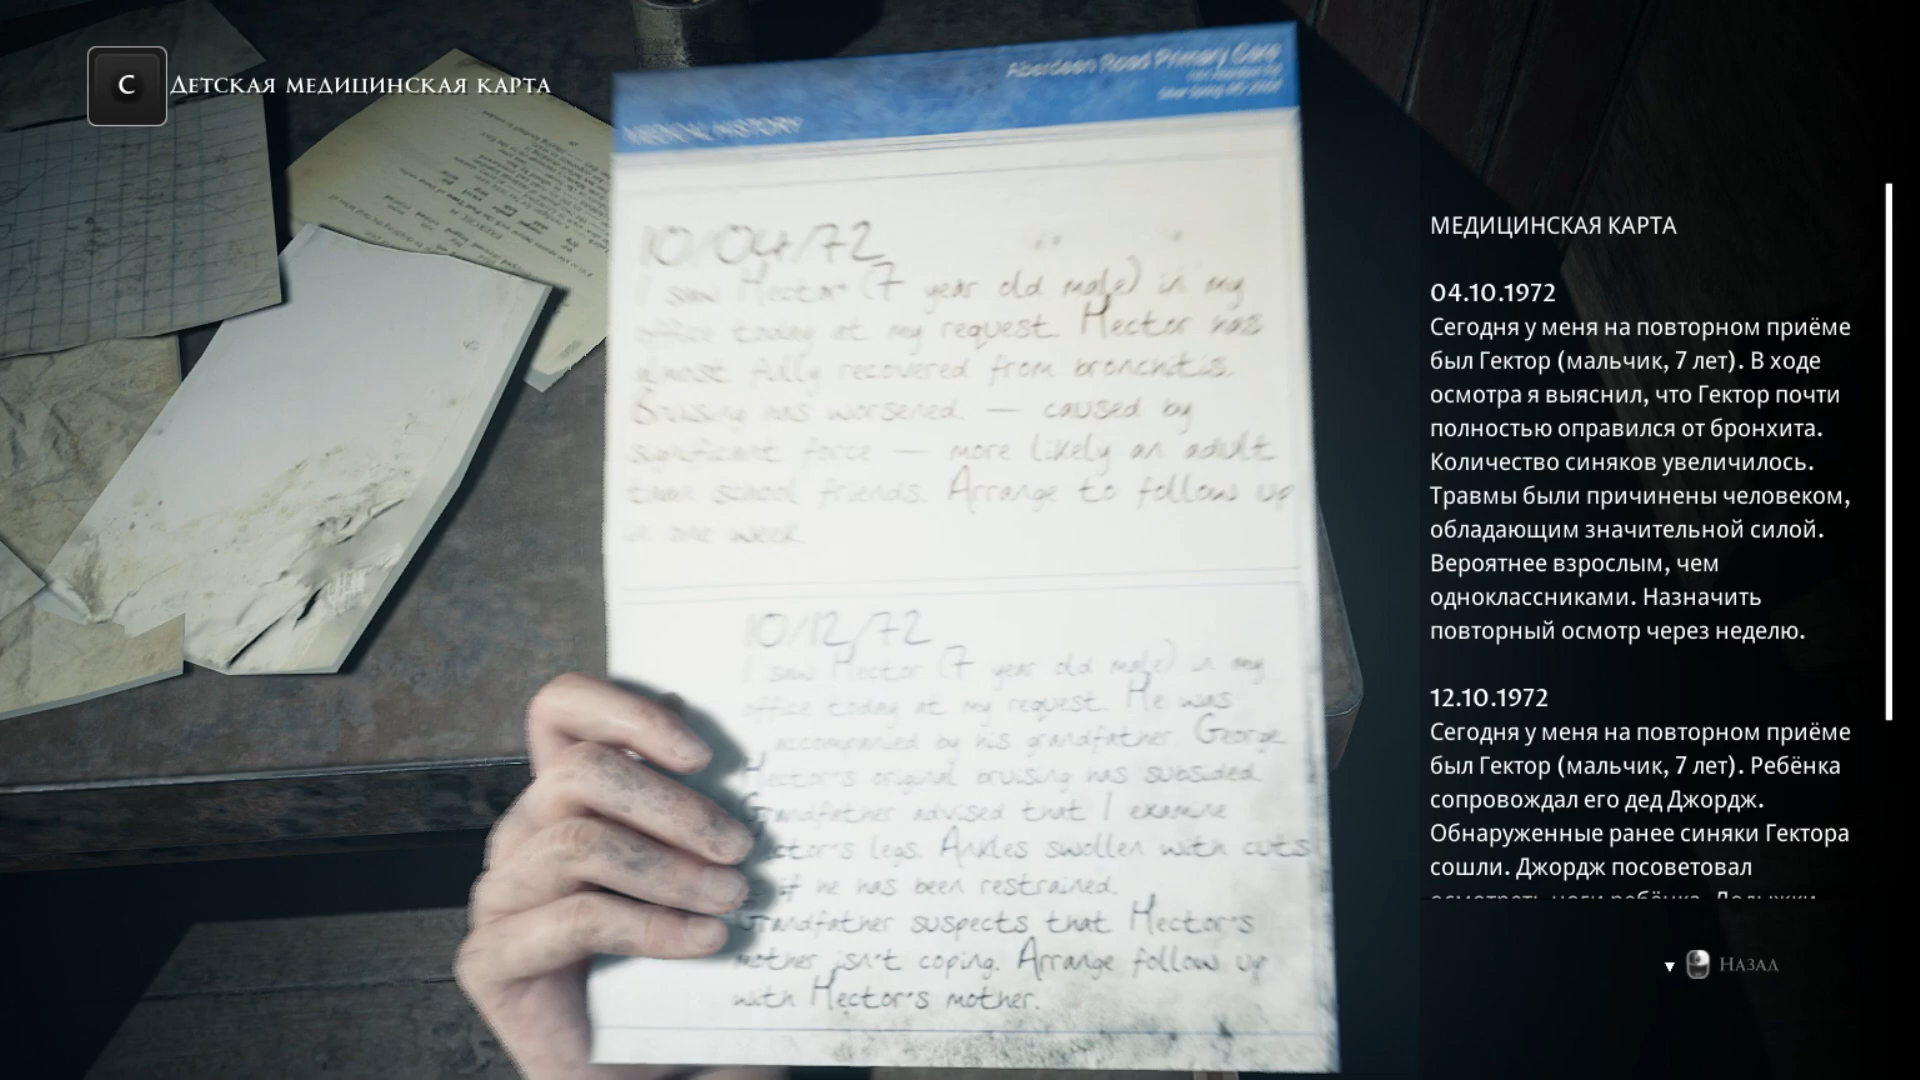 C
Детская медицинская карта
Aberdeen Road Primary Care
MEDICAL HISTORY
10/04/72
I saw Hector (7 year old male) in my
office today at my request. Hector has
almost fully recovered from bronchitis.
Bruising has worsened. — caused by
significant force — more likely an adult
than school friends. Arrange to follow up
in one week.
10/12/72
I saw Hector (7 year old male) in my
office today at my request. He was
accompanied by his grandfather George
Hector's original bruising has subsided.
Grandfather advised that I examine
Hector's legs. Ankles swollen with cuts
if he has been restrained.
Grandfather suspects that Hector's
mother isn't coping. Arrange follow up
with Hector's mother.
МЕДИЦИНСКАЯ КАРТА
04.10.1972
Сегодня у меня на повторном приёме
был Гектор (мальчик, 7 лет). В ходе
осмотра я выяснил, что Гектор почти
полностью оправился от бронхита.
Количество синяков увеличилось.
Травмы были причинены человеком,
обладающим значительной силой.
Вероятнее взрослым, чем
одноклассниками. Назначить
повторный осмотр через неделю.
12.10.1972
Сегодня у меня на повторном приёме
был Гектор (мальчик, 7 лет). Ребёнка
сопровождал его дед Джордж.
Обнаруженные ранее синяки Гектора
сошли. Джордж посоветовал
осмотреть ноги ребёнка. Лодыжки
Назад